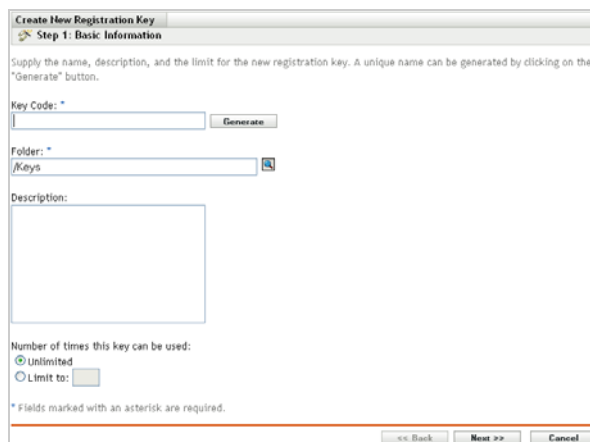 Create New Registration Key
Step 1: Basic Information
Supply the name, description, and the limit for the new registration key. A unique name can be generated by clicking on the
"Generate" button.
Key Code: *
Generate
Folder: *
/Keys
Description:
Number of times this key can be used:
Unlimited
Limit to:
* Fields marked with an asterisk are required.
<< Back
Next >>
Cancel